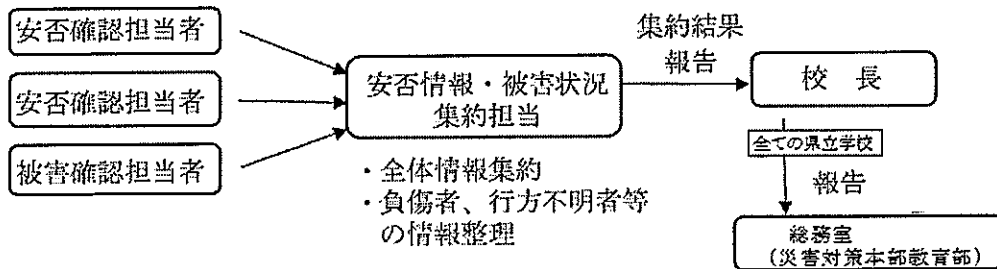 安否確認担当者
安否確認担当者
被害確認担当者
安否情報・被害状況
集約担当
・全体情報集約
・負傷者、行方不明者等
の情報整理
集約結果
報告
校　長
全ての県立学校
報告
総務室
（災害対策本部教育部）